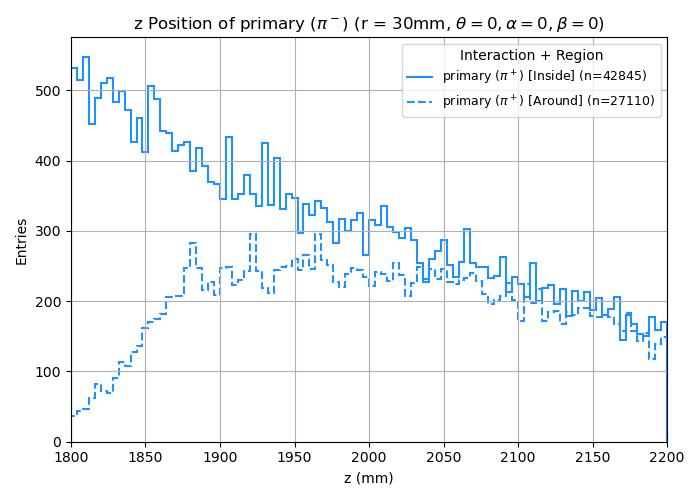 z Position of primary (π⁻) (r = 30mm, θ = 0, α = 0, β = 0)
Interaction + Region
primary (π⁺) [Inside] (n=42845)
primary (π⁺) [Around] (n=27110)
Entries
500
400
300
200
100
0
1800 1850 1900 1950 2000 2050 2100 2150 2200
z (mm)